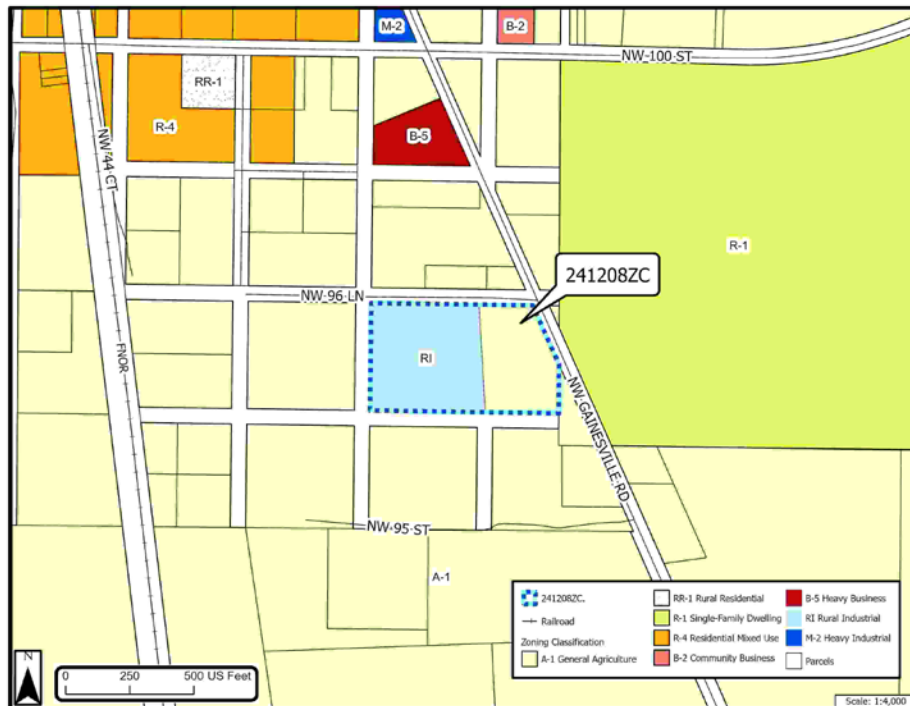 M-2
B-2
NW 100 ST
RR-1
R-4
B-5
NW 44 CT
R-1
241208ZC
NW 96 LN
RI
FNOR
NW GAINESVILLE RD
NW 95 ST
A-1
241208ZC.
Railroad
Zoning Classification
A-1 General Agriculture
RR-1 Rural Residential
R-1 Single-Family Dwelling
R-4 Residential Mixed Use
B-2 Community Business
B-5 Heavy Business
RI Rural Industrial
M-2 Heavy Industrial
Parcels
N
0 250 500 US Feet
Scale: 1:4,000